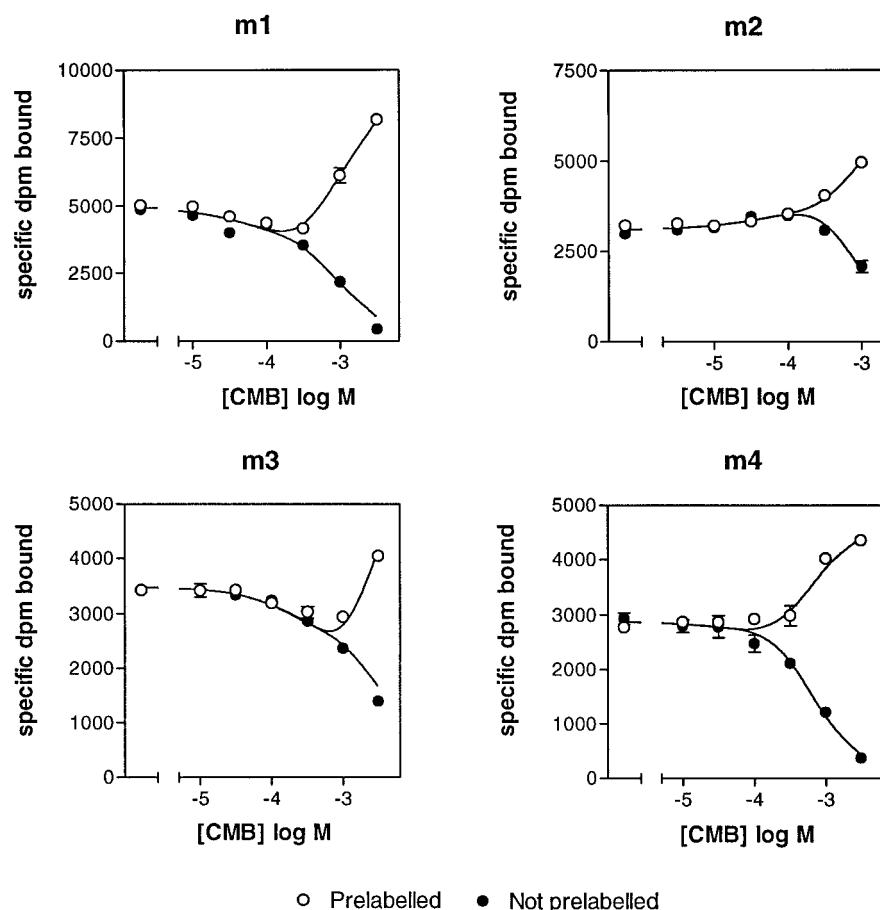 m1
10000
7500
5000
2500
0
specific dpm bound
-5 -4 -3
[CMB] log M
m2
7500
5000
2500
0
specific dpm bound
-5 -4 -3
[CMB] log M
m3
5000
4000
3000
2000
1000
0
specific dpm bound
-5 -4 -3
[CMB] log M
m4
5000
4000
3000
2000
1000
0
specific dpm bound
-5 -4 -3
[CMB] log M
Prelabelled Not prelabelled